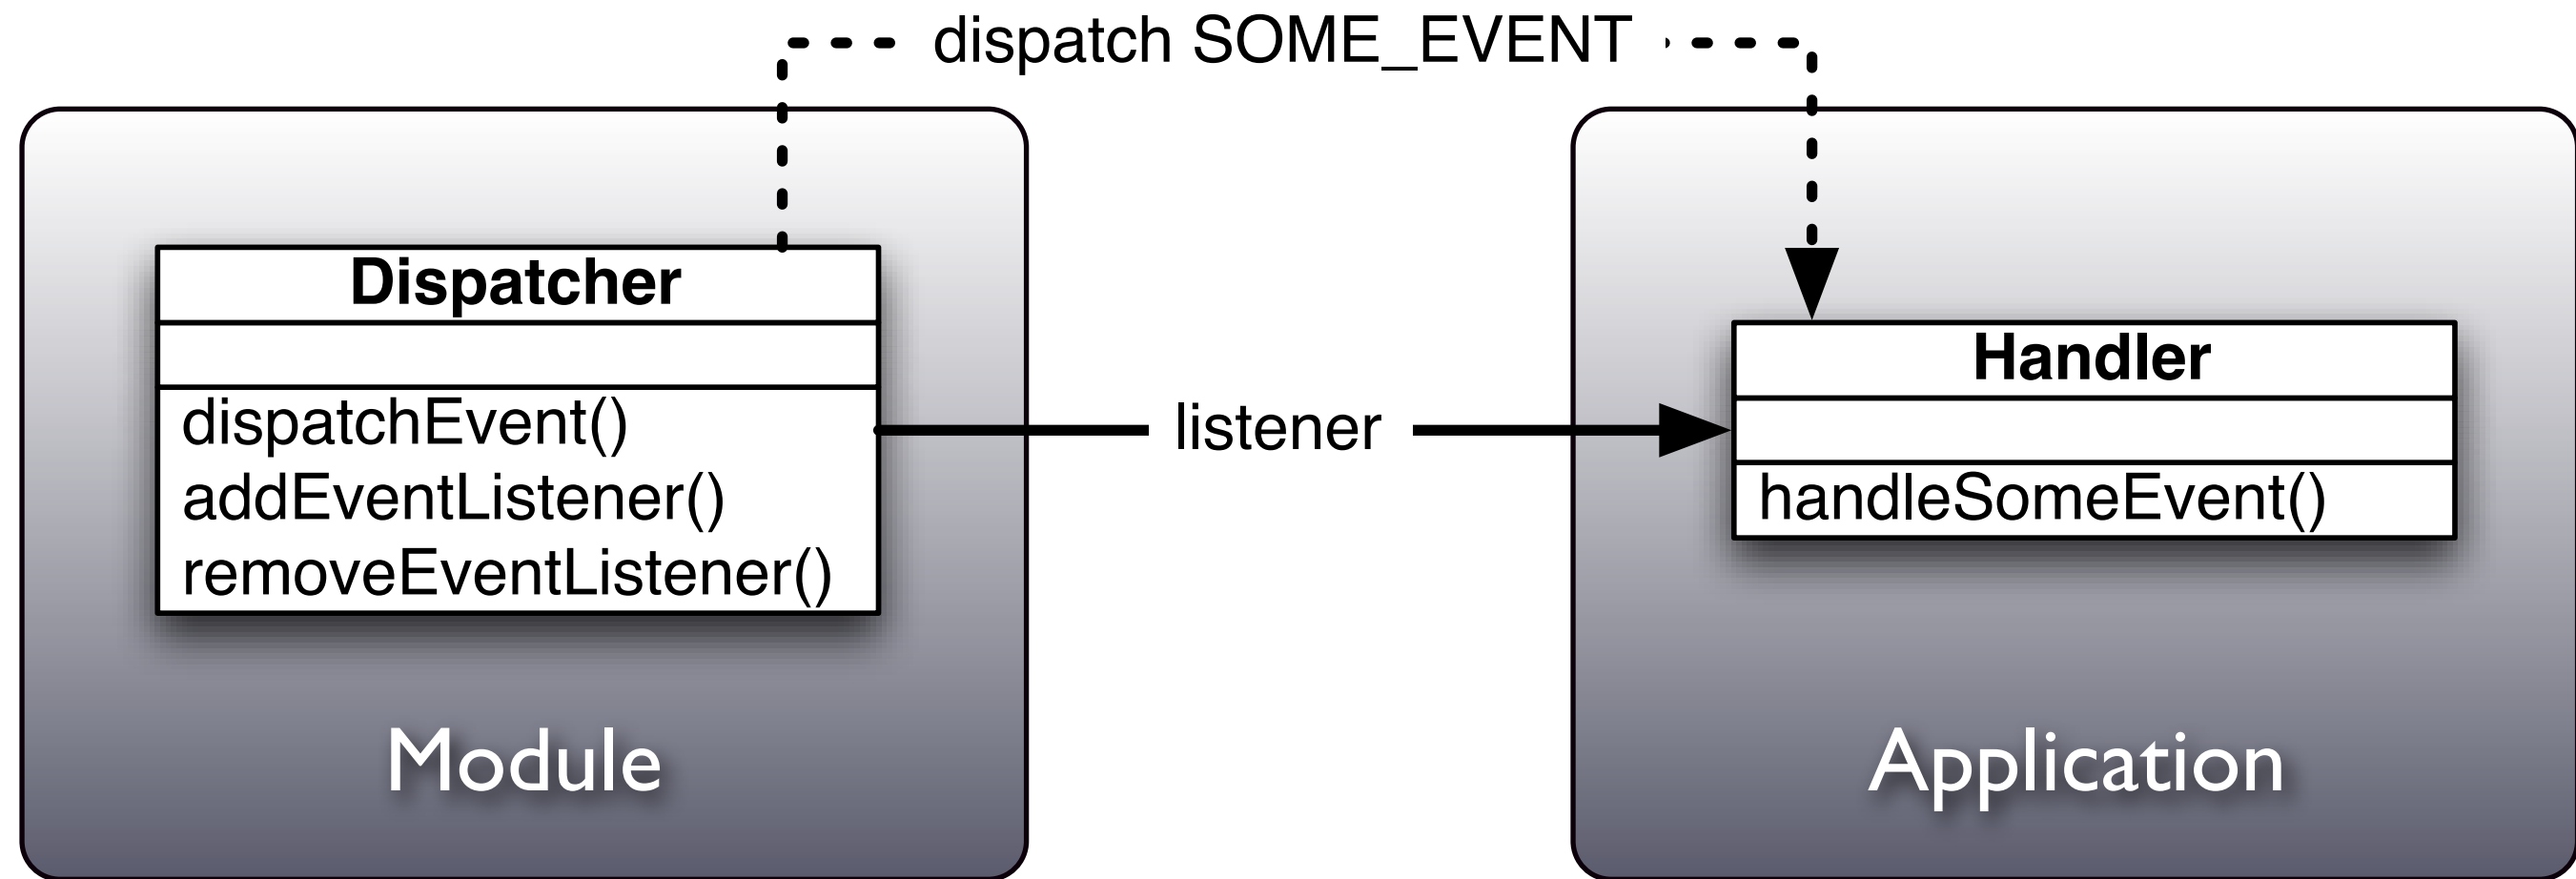 dispatch SOME_EVENT
Dispatcher
dispatchEvent()
addEventListener()
removeEventListener()
listener
Handler
handleSomeEvent()
Module
Application